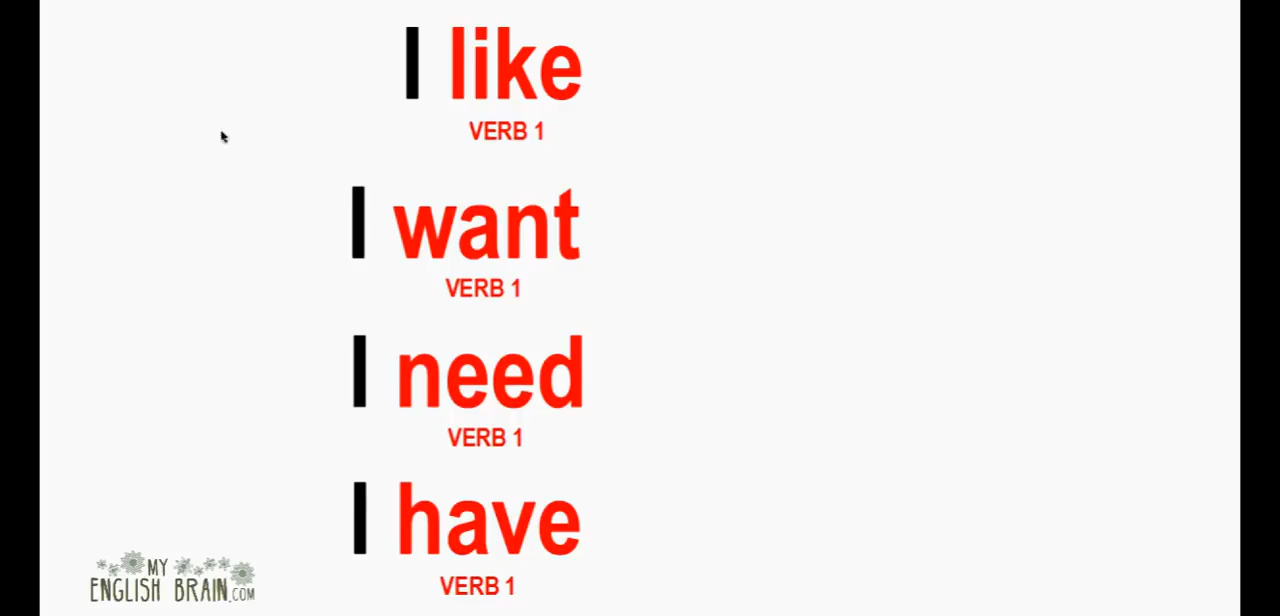 I like
VERB 1
I want
VERB 1
I need
VERB 1
I have
VERB 1
MY
ENGLISH BRAIN.COM